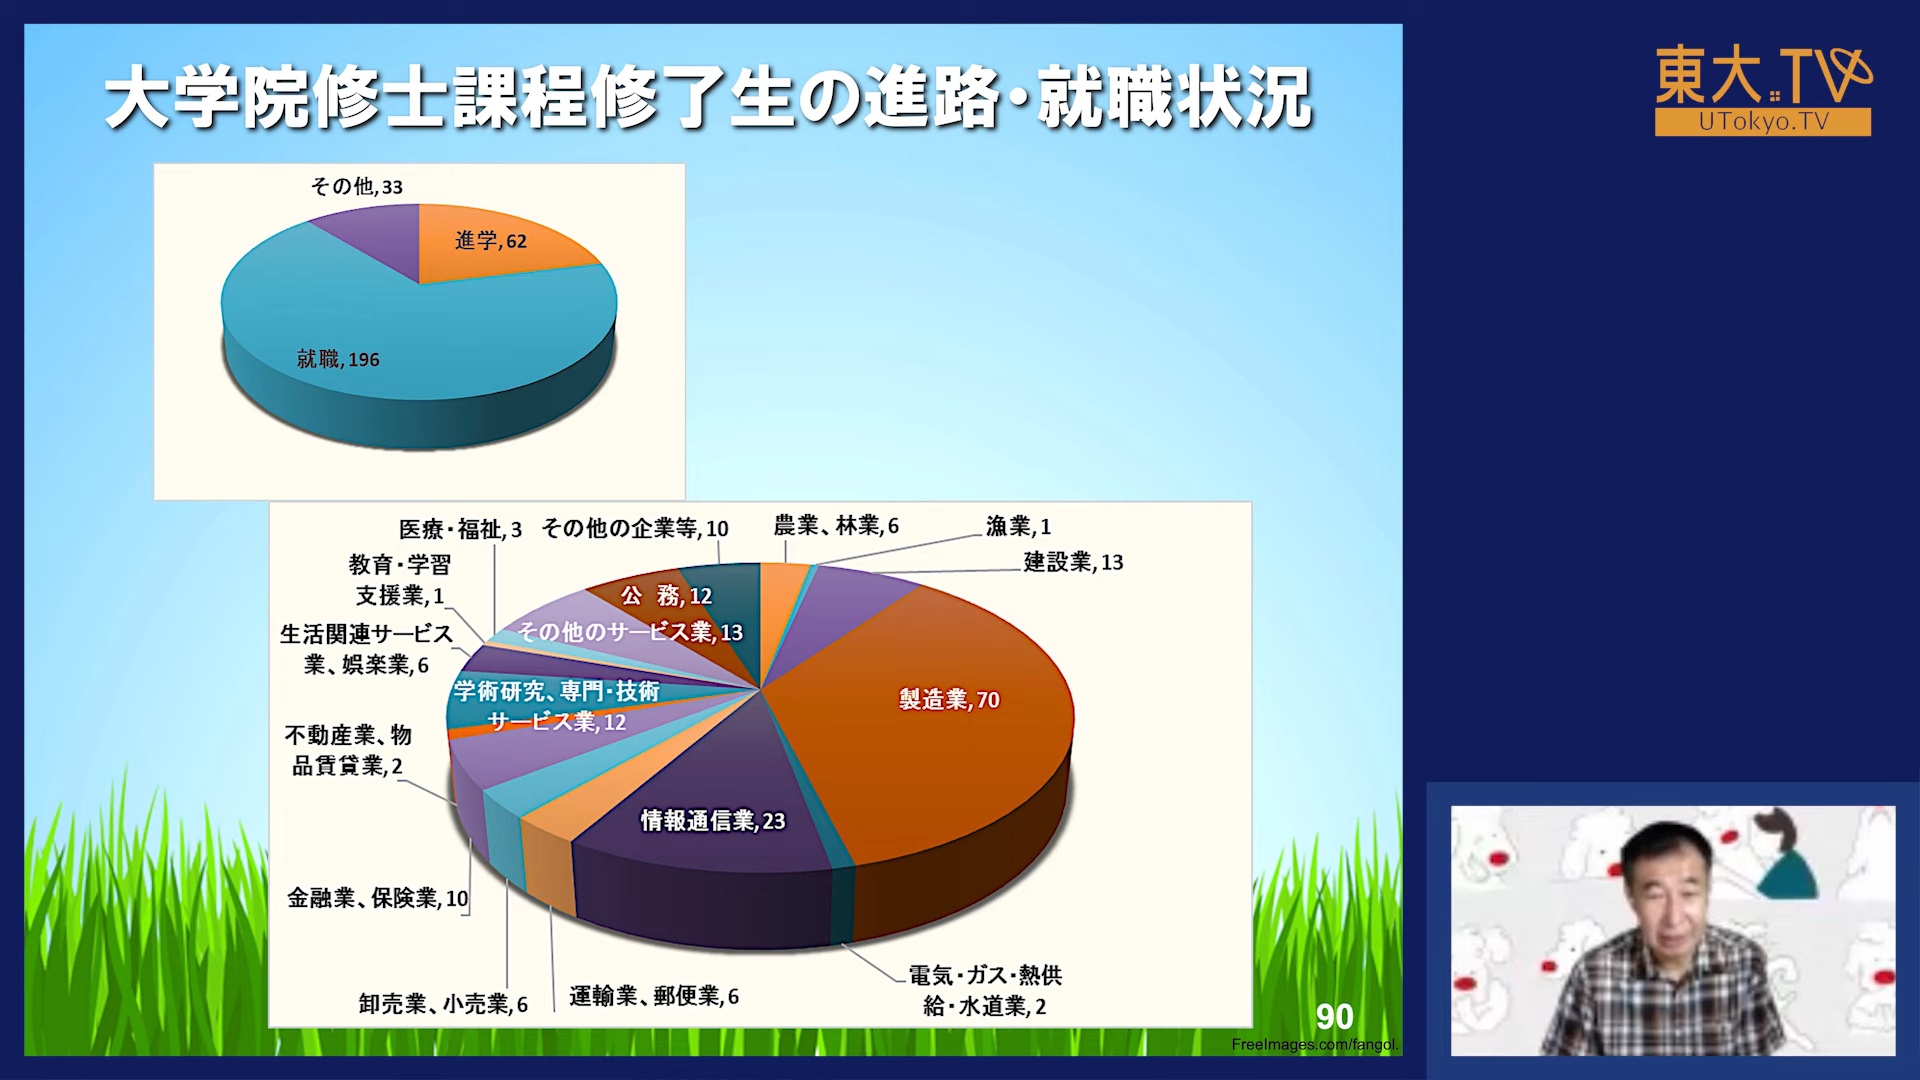 大学院修士課程修了生の進路・就職状況
東大.TV
UTokyo.TV
その他,33
進学,62
就職,196
医療・福祉,3
その他の企業等,10
農業、林業,6
漁業,1
建設業,13
教育・学習
支援業,1
公 務,12
その他のサービス業,13
生活関連サービス
業、娯楽業,6
学術研究、専門・技術
サービス業,12
製造業,70
不動産業、物
品賃貸業,2
情報通信業,23
金融業、保険業,10
卸売業、小売業,6
運輸業、郵便業,6
電気・ガス・熱供
給・水道業,2
90
FreeImages.com/fangol.